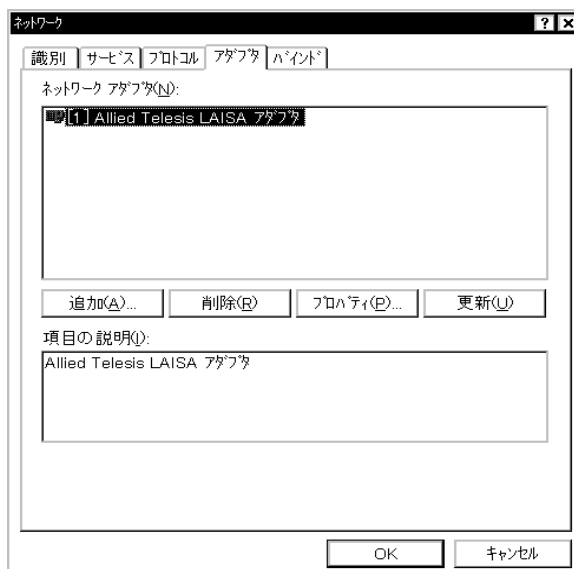 ﾈｯﾄﾜｰｸ
識別 ｻｰﾋﾞｽ ﾌﾟﾛﾄｺﾙ ｱﾀﾞﾌﾟﾀ ﾊﾞｲﾝﾄﾞ
ﾈｯﾄﾜｰｸ ｱﾀﾞﾌﾟﾀ(N):
[1] Allied Telesis LAISA ｱﾀﾞﾌﾟﾀ
追加(A)... 削除(R) ﾌﾟﾛﾊﾟﾃｨ(P)... 更新(U)
項目の説明(I):
Allied Telesis LAISA ｱﾀﾞﾌﾟﾀ
OK ｷｬﾝｾﾙ